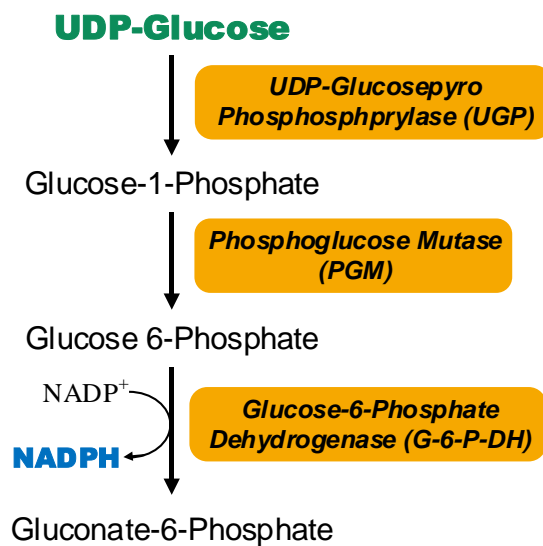 UDP-Glucose
UDP-Glucosepyro
Phosphosphprylase (UGP)
Glucose-1-Phosphate
Phosphoglucose Mutase
(PGM)
Glucose 6-Phosphate
NADP+
Glucose-6-Phosphate
Dehydrogenase (G-6-P-DH)
NADPH
Gluconate-6-Phosphate